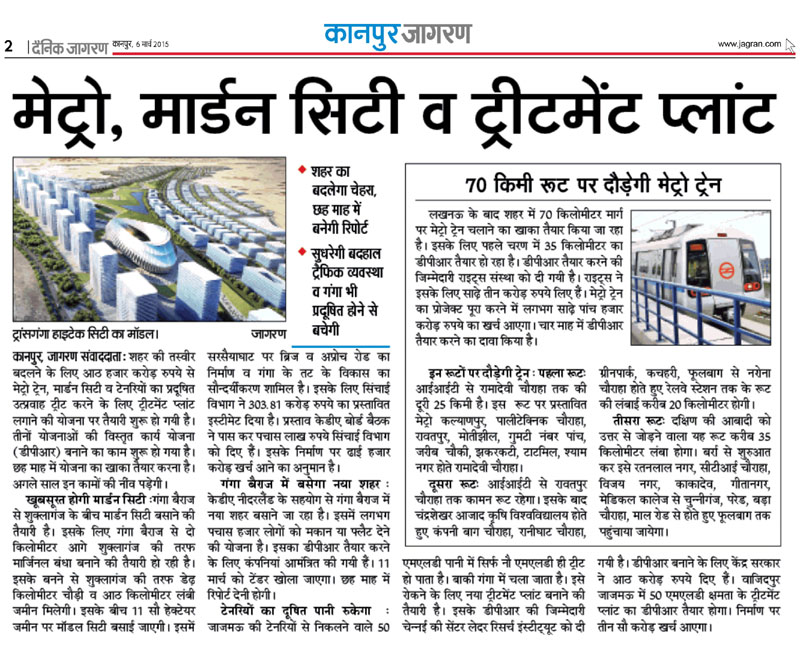 2
दैनिक जागरण
कानपुर, 6 मार्च 2015
कानपुर जागरण
www.jagran.com
मेट्रो, मार्डन सिटी व ट्रीटमेंट प्लांट
ट्रांसगंगा हाइटेक सिटी का मॉडल।
जागरण
शहर का
बदलेगा चेहरा,
छह माह में
बनेगी रिपोर्ट
सुधरेगी बदहाल
ट्रैफिक व्यवस्था
व गंगा भी
प्रदूषित होने से
बचेगी
कानपुर, जागरण संवाददाता : शहर की तस्वीर
बदलने के लिए आठ हजार करोड़ रुपये से
मेट्रो ट्रेन, मार्डन सिटी व टेनरियों का प्रदूषित
उत्प्रवाह ट्रीट करने के लिए ट्रीटमेंट प्लांट
लगाने की योजना पर तैयारी शुरू हो गयी है।
तीनों योजनाओं की विस्तृत कार्य योजना
(डीपीआर) बनाने का काम शुरू हो गया है।
छह माह में योजना का खाका तैयार करना है।
अगले साल इन कामों की नींव पड़ेगी।
खूबसूरत होगी मार्डन सिटी : गंगा बैराज
से शुक्लागंज के बीच मार्डन सिटी बसाने की
तैयारी है। इसके लिए गंगा बैराज से दो
किलोमीटर आगे शुक्लागंज की तरफ
मार्जिनल बंधा बनाने की तैयारी हो रही है।
इसके बनने से शुक्लागंज की तरफ डेढ़
किलोमीटर चौड़ी व आठ किलोमीटर लंबी
जमीन मिलेगी। इसके बीच 11 सौ हेक्टेयर
जमीन पर मॉडल सिटी बसाई जाएगी। इसमें
सरसैयाघाट पर ब्रिज व अप्रोच रोड का
निर्माण व गंगा के तट के विकास का
सौन्दर्यीकरण शामिल है। इसके लिए सिंचाई
विभाग ने 303.81 करोड़ रुपये का प्रस्तावित
इस्टीमेट दिया है। प्रस्ताव केडीए बोर्ड बैठक
ने पास कर पचास लाख रुपये सिंचाई विभाग
को दिए हैं। इसके निर्माण पर ढाई हजार
करोड़ खर्च आने का अनुमान है।
गंगा बैराज में बसेगा नया शहर :
केडीए नीदरलैंड के सहयोग से गंगा बैराज में
नया शहर बसाने जा रहा है। इसमें लगभग
पचास हजार लोगों को मकान या फ्लैट देने
की योजना है। इसका डीपीआर तैयार करने
के लिए कंपनियां आमंत्रित की गयी है। 11
मार्च को टेंडर खोला जाएगा। छह माह में
रिपोर्ट देनी होगी।
टेनरियों का दूषित पानी रुकेगा :
जाजमऊ की टेनरियों से निकलने वाले 50
एमएलडी पानी में सिर्फ नौ एमएलडी ही ट्रीट
हो पाता है। बाकी गंगा में चला जाता है। इसे
रोकने के लिए नया ट्रीटमेंट प्लांट बनाने की
तैयारी है। इसके डीपीआर की जिम्मेदारी
चेन्नई की सेंटर लेदर रिसर्च इंस्टीट्यूट को दी
गयी है। डीपीआर बनाने के लिए केंद्र सरकार
ने आठ करोड़ रुपये दिए हैं। वाजिदपुर
जाजमऊ में 50 एमएलडी क्षमता के ट्रीटमेंट
प्लांट का डीपीआर तैयार होगा। निर्माण पर
तीन सौ करोड़ खर्च आएगा।
70 किमी रूट पर दौड़ेगी मेट्रो ट्रेन
लखनऊ के बाद शहर में 70 किलोमीटर मार्ग
पर मेट्रो ट्रेन चलाने का खाका तैयार किया जा रहा
है। इसके लिए पहले चरण में 35 किलोमीटर का
डीपीआर तैयार हो रहा है। डीपीआर तैयार करने की
जिम्मेदारी राइट्स संस्था को दी गयी है। राइट्स ने
इसके लिए साढ़े तीन करोड़ रुपये लिए हैं। मेट्रो ट्रेन
का प्रोजेक्ट पूरा करने में लगभग साढ़े पांच हजार
करोड़ रुपये का खर्च आएगा। चार माह में डीपीआर
तैयार करने का दावा किया है।
इन रूटों पर दौड़ेगी ट्रेन : पहला रूटः
आईआईटी से रामादेवी चौराहा तक की
दूरी 25 किमी है। इस रूट पर प्रस्तावित
मेट्रो कल्याणपुर, पालीटेक्निक चौराहा,
रावतपुर, मोतीझील, गुमटी नंबर पांच,
जरीब चौकी, झकरकटी, टाटमिल, श्याम
नगर होते रामादेवी चौराहा।
दूसरा रूटः आईआईटी से रावतपुर
चौराहा तक कामन रूट रहेगा। इसके बाद
चंद्रशेखर आजाद कृषि विश्वविद्यालय होते
हुए कंपनी बाग चौराहा, रानीघाट चौराहा,
ग्रीनपार्क, कचहरी, फूलबाग से नरोना
चौराहा होते हुए रेलवे स्टेशन तक के रूट
की लंबाई करीब 20 किलोमीटर होगी।
तीसरा रूटः दक्षिण की आबादी को
उत्तर से जोड़ने वाला यह रूट करीब 35
किलोमीटर लंबा होगा। बर्रा से शुरुआत
कर इसे रतनलाल नगर, सीटीआई चौराहा,
विजय नगर, काकादेव, गीतानगर,
मेडिकल कालेज से चुन्नीगंज, परेड, बड़ा
चौराहा, माल रोड से होते हुए फूलबाग तक
पहुंचाया जायेगा।